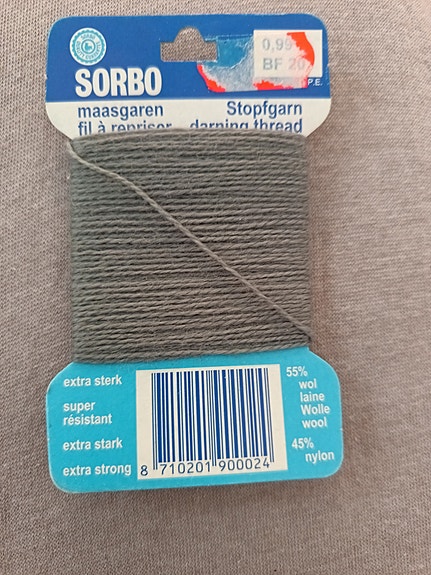 SORBO
0,99
BF 20
P.E.
maasgaren
Stopfgarn
fil à repriser
darning thread
extra sterk
super
résistant
extra stark
extra strong
55%
wol
laine
Wolle
wool
45%
nylon
8 710201 900024